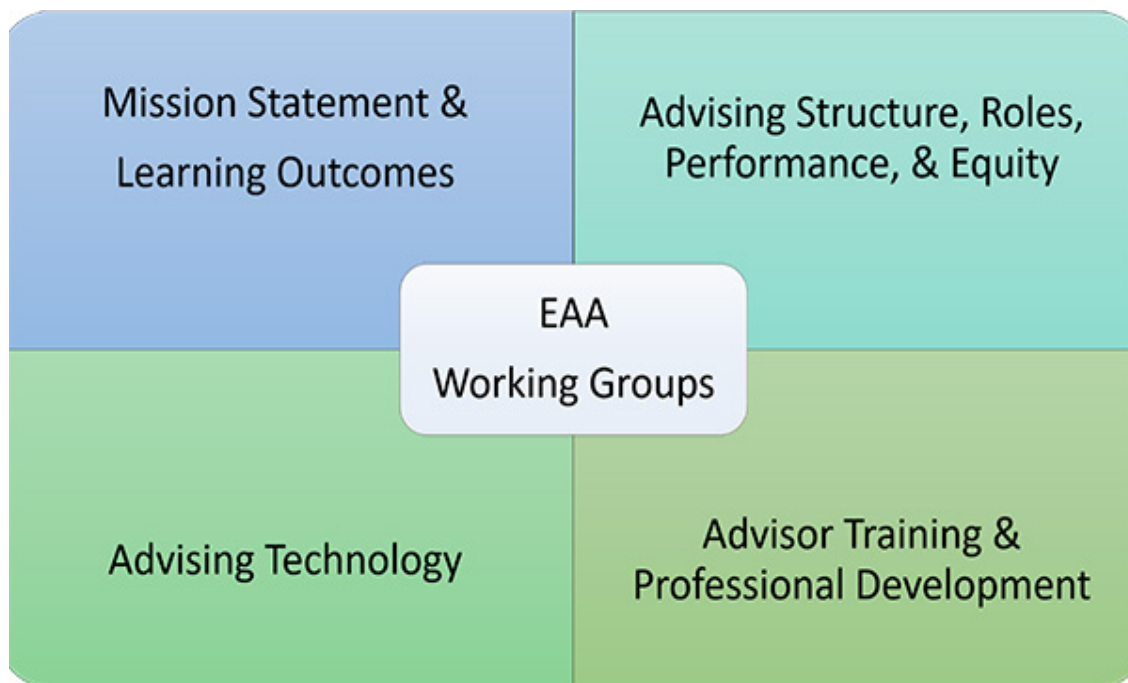 Mission Statement &
Learning Outcomes
Advising Structure, Roles,
Performance, & Equity
EAA
Working Groups
Advising Technology
Advisor Training &
Professional Development